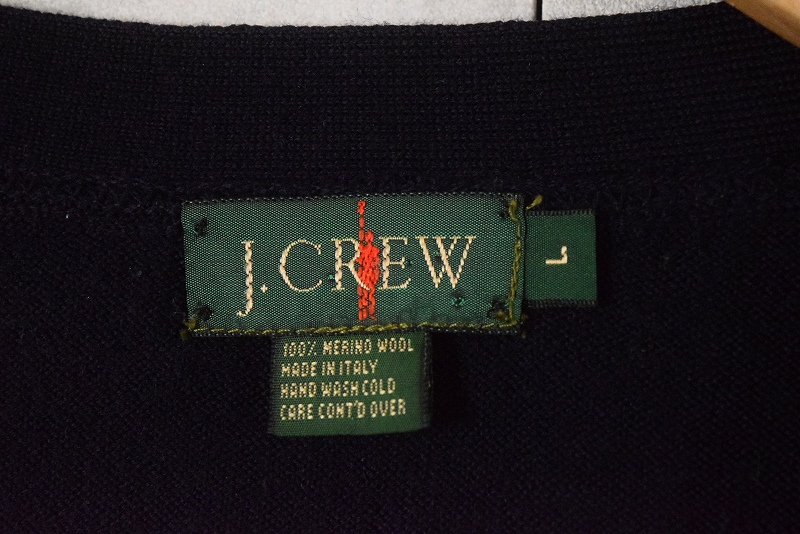 J.CREW
L
100% MERINO WOOL
MADE IN ITALY
HAND WASH COLD
CARE CONT'D OVER